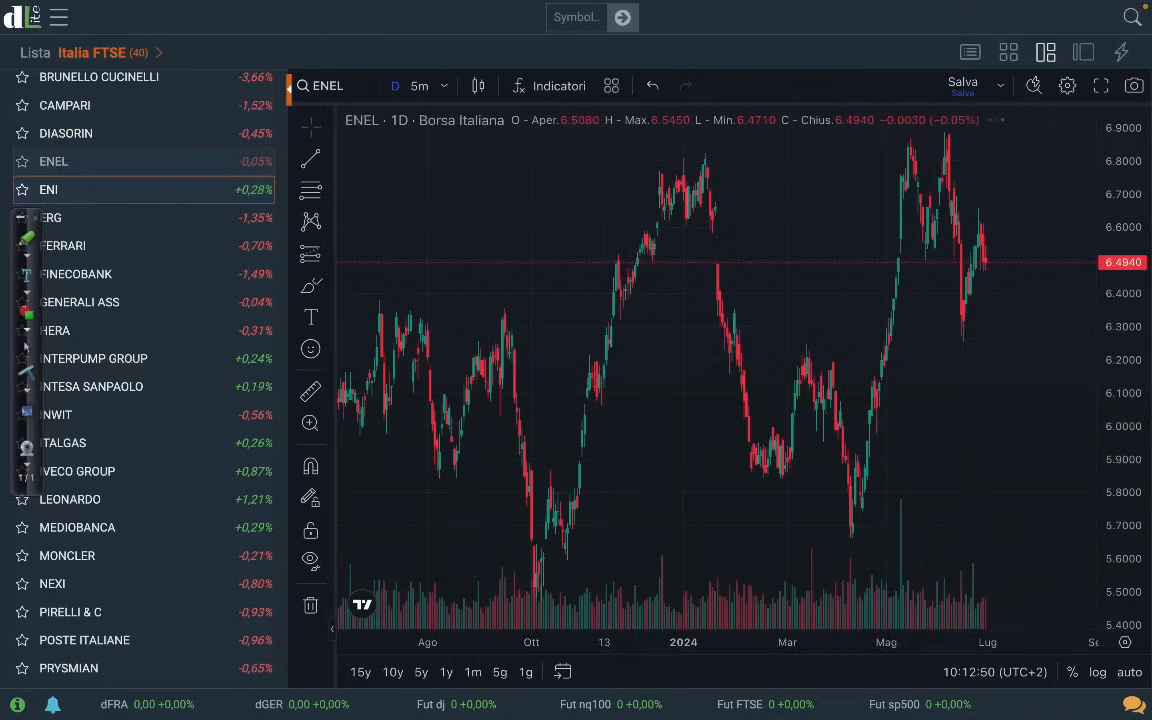 dLite
Symbol..
Lista Italia FTSE (40)
BRUNELLO CUCINELLI -3,66%
CAMPARI -1,52%
DIASORIN -0,45%
ENEL -0,05%
ENI +0,28%
ERG -1,35%
FERRARI -0,70%
FINECOBANK -1,49%
GENERALI ASS -0,04%
HERA -0,31%
INTERPUMP GROUP +0,24%
INTESA SANPAOLO +0,19%
INWIT -0,56%
ITALGAS +0,26%
IVECO GROUP +0,87%
1/1
LEONARDO +1,21%
MEDIOBANCA +0,29%
MONCLER -0,21%
NEXI -0,80%
PIRELLI & C -0,93%
POSTE ITALIANE -0,96%
PRYSMIAN -0,65%
ENEL D 5m Indicatori Salva
Salva
ENEL · 1D · Borsa Italiana O - Aper.6.5080 H - Max.6.5450 L - Min.6.4710 C - Chius.6.4940 −0.0030 (−0.05%)
6.9000
6.8000
6.7000
6.6000
6.4940
6.4000
6.3000
6.2000
6.1000
6.0000
5.9000
5.8000
5.7000
5.6000
5.5000
5.4000
Ago Ott 13 2024 Mar Mag Lug Se
15y 10y 5y 1y 1m 5g 1g 10:12:50 (UTC+2) % log auto
dFRA 0,00 +0,00% dGER 0,00 +0,00% Fut dj 0 +0,00% Fut nq100 0 +0,00% Fut FTSE 0 +0,00% Fut sp500 0 +0,00%